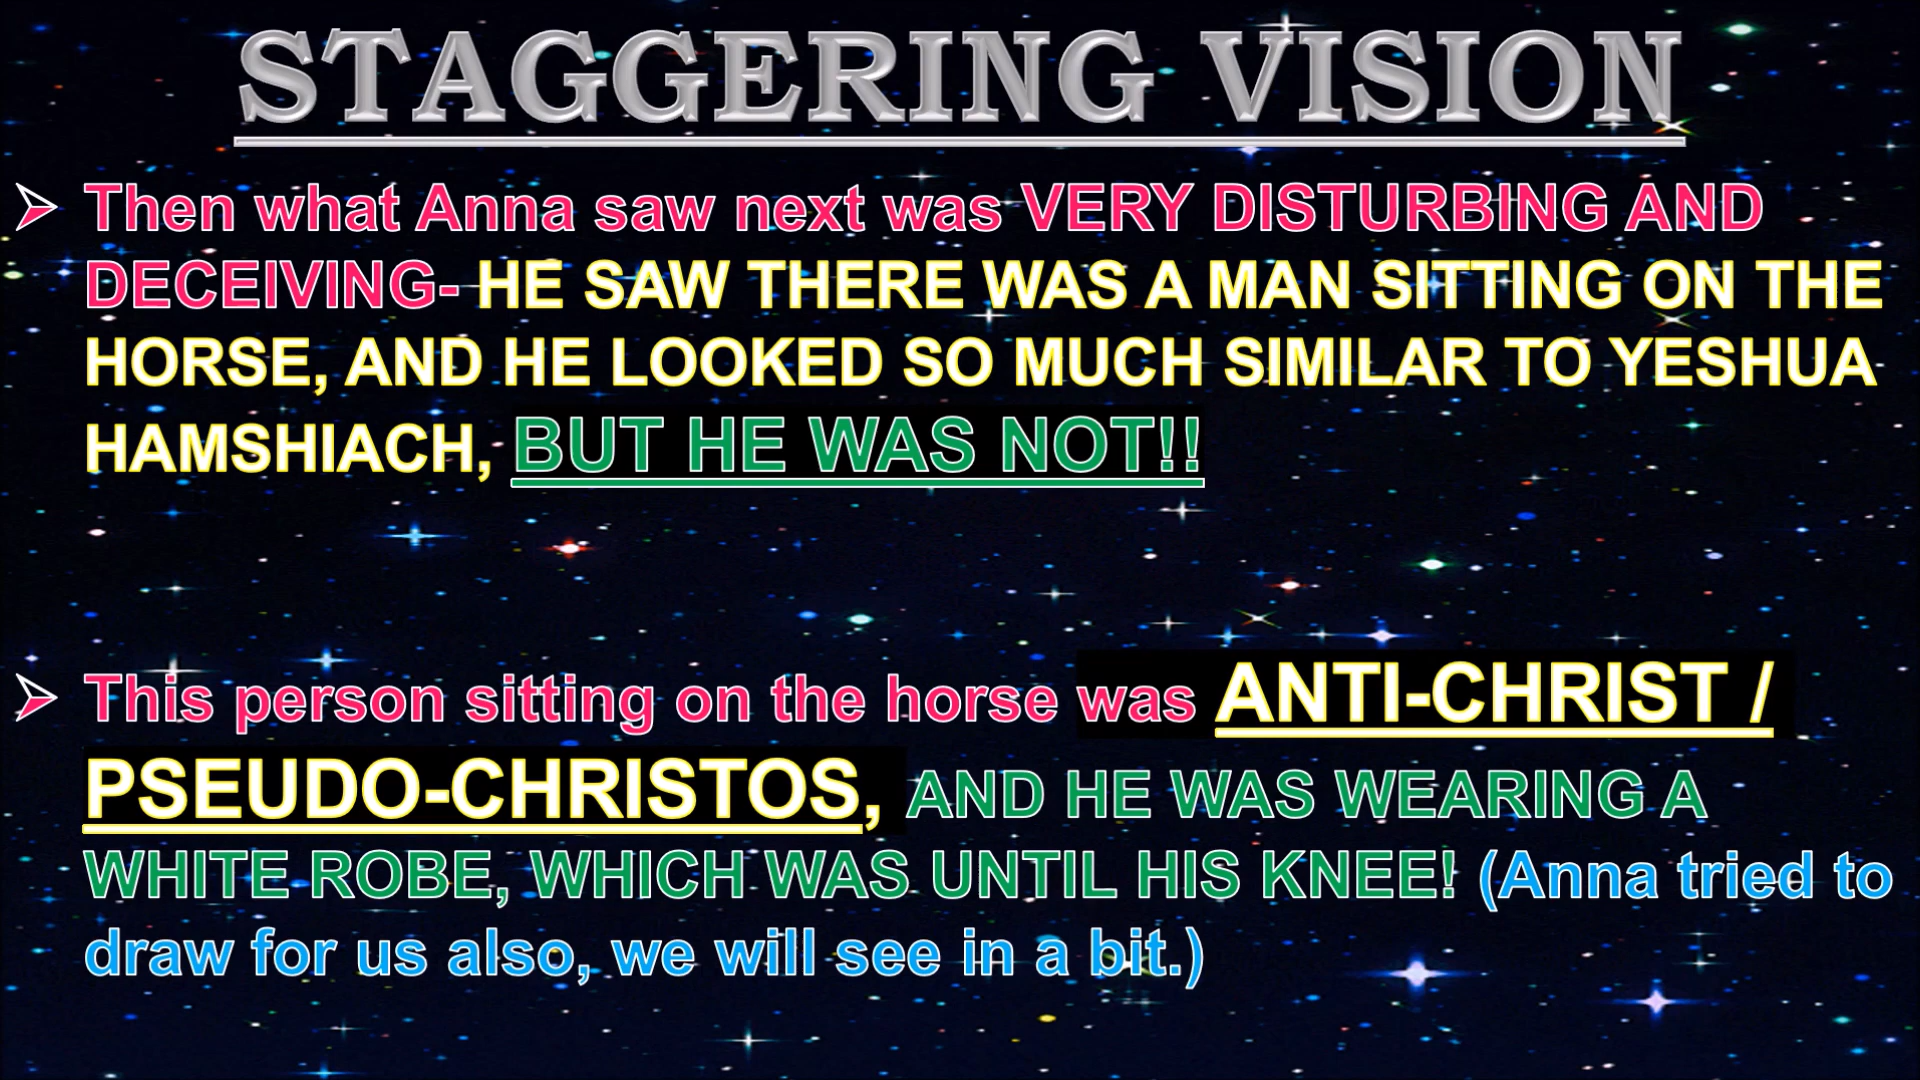 STAGGERING VISION
Then what Anna saw next was VERY DISTURBING AND
DECEIVING- HE SAW THERE WAS A MAN SITTING ON THE
HORSE, AND HE LOOKED SO MUCH SIMILAR TO YESHUA
HAMSHIACH, BUT HE WAS NOT!!
This person sitting on the horse was ANTI-CHRIST /
PSEUDO-CHRISTOS, AND HE WAS WEARING A
WHITE ROBE, WHICH WAS UNTIL HIS KNEE! (Anna tried to
draw for us also, we will see in a bit.)